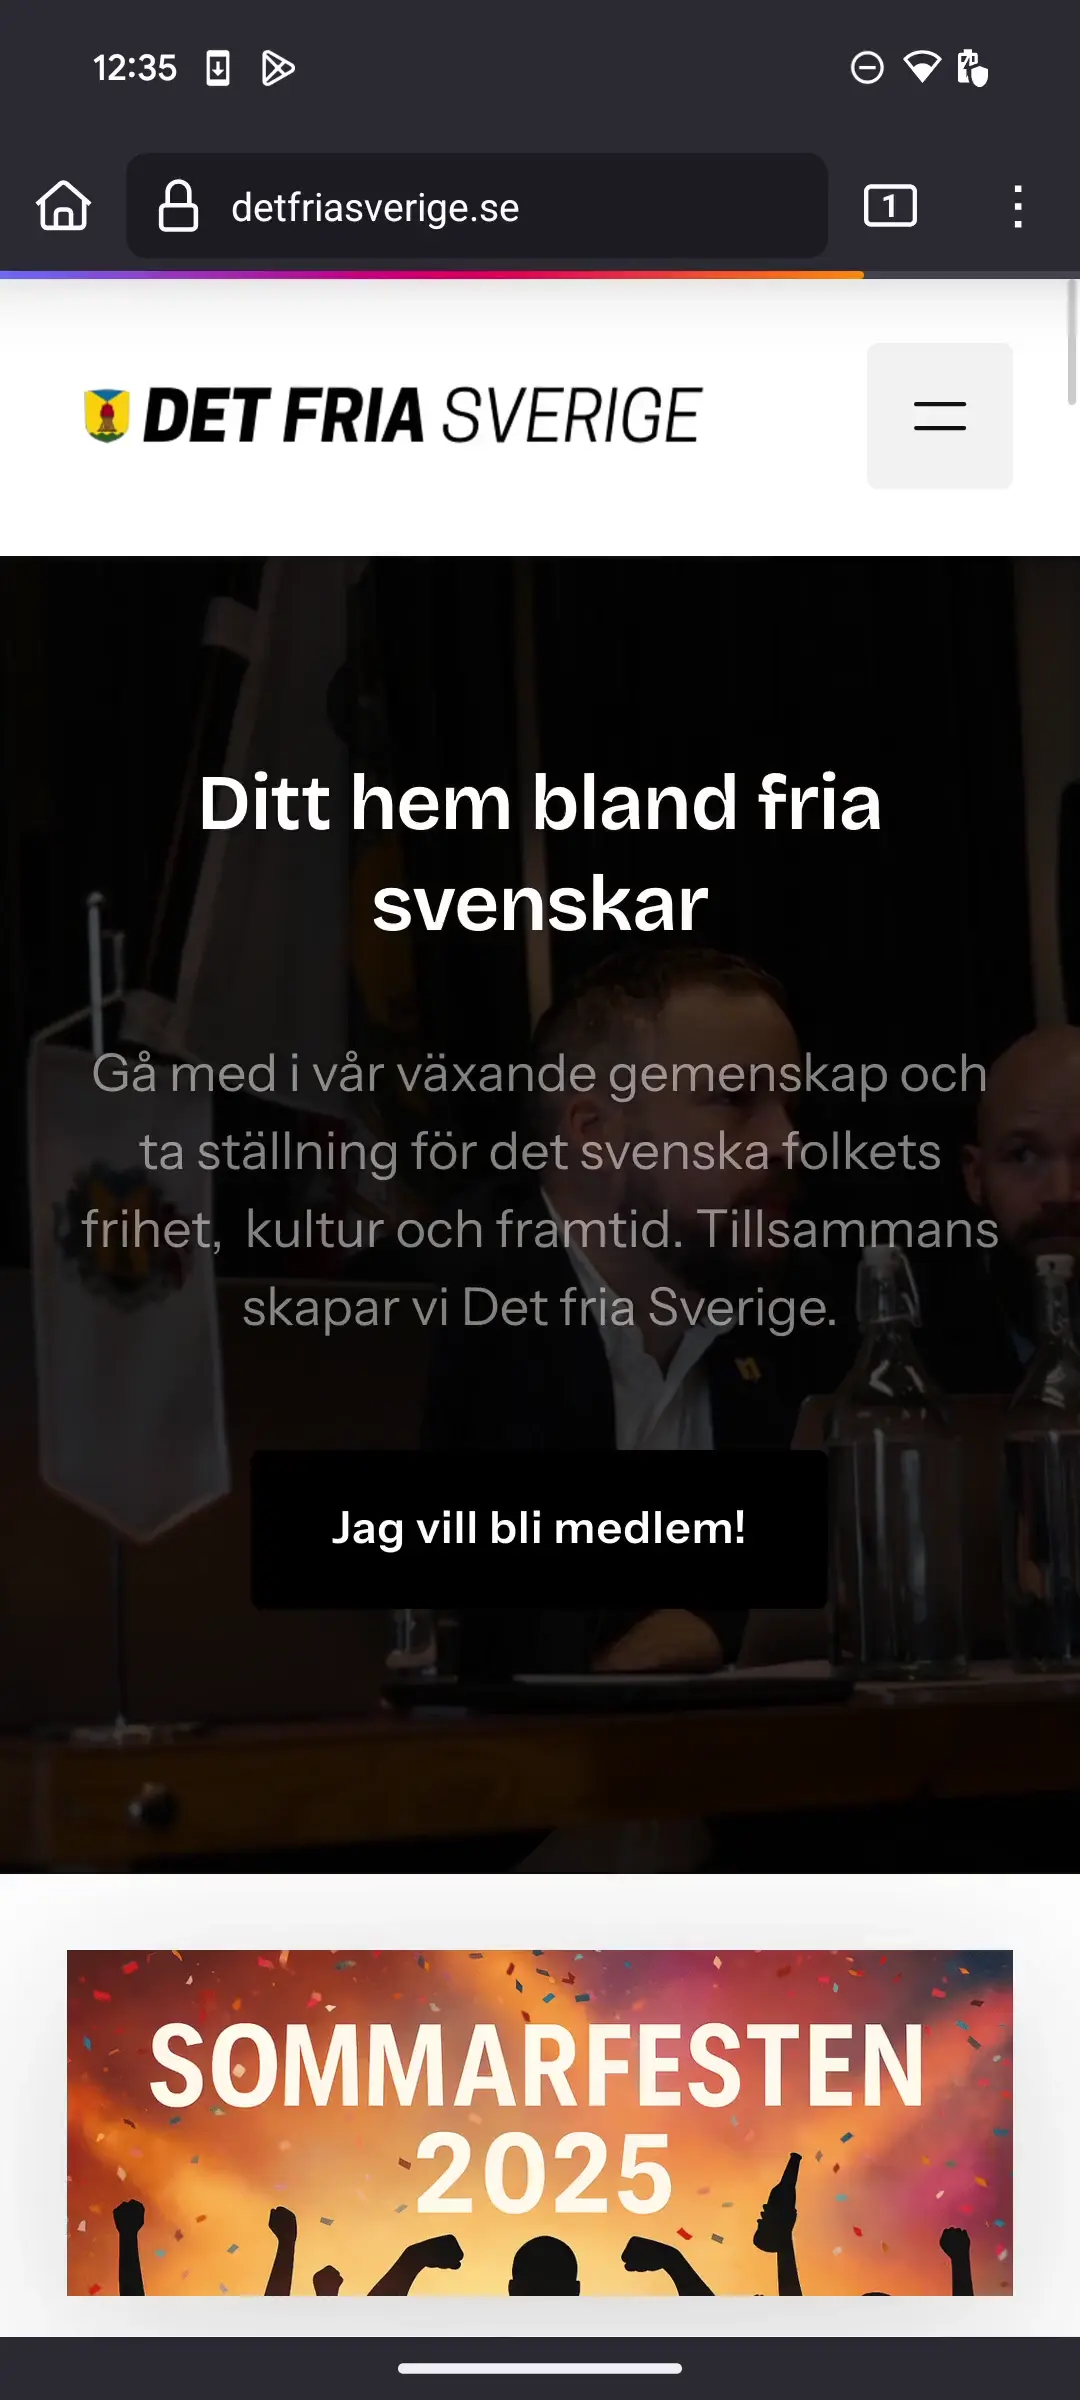 12:35
detfriasverige.se
1
DET FRIA SVERIGE
Ditt hem bland fria
svenskar
Gå med i vår växande gemenskap och
ta ställning för det svenska folkets
frihet, kultur och framtid. Tillsammans
skapar vi Det fria Sverige.
Jag vill bli medlem!
SOMMARFESTEN
2025